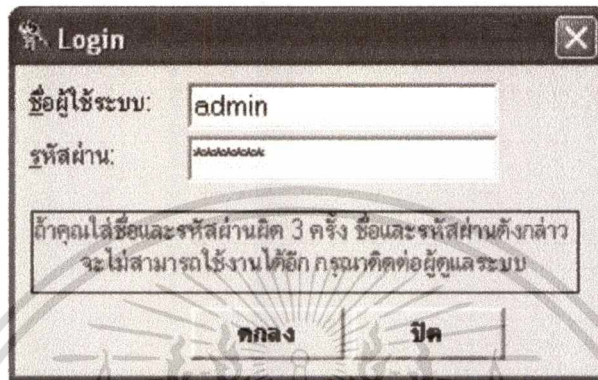 Login
ชื่อผู้ใช้ระบบ: admin
รหัสผ่าน: ********
ถ้าคุณใส่ชื่อและรหัสผ่านผิด 3 ครั้ง ชื่อและรหัสผ่านดังกล่าว
จะไม่สามารถใช้งานได้อีก กรุณาติดต่อผู้ดูแลระบบ
ตกลง ปิด